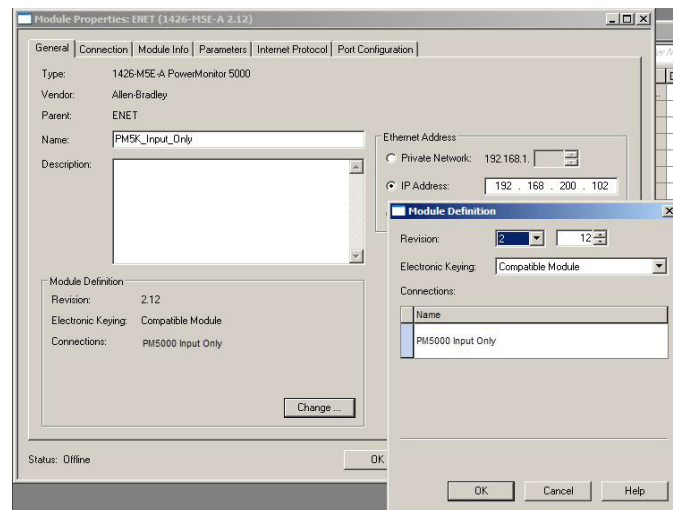 Module Properties: ENET (1426-M5E-A 2.12)
General Connection Module Info Parameters Internet Protocol Port Configuration
Type: 1426-M5E-A PowerMonitor 5000
Vendor: Allen-Bradley
Parent: ENET
Name: PM5K_Input_Only
Description:
Ethernet Address
Private Network: 192.168.1.
IP Address: 192 . 168 . 200 . 102
Module Definition
Revision: 2.12
Electronic Keying: Compatible Module
Connections: PM5000 Input Only
Change ...
Status: Offline
OK
Module Definition
Revision: 2 12
Electronic Keying: Compatible Module
Connections:
Name
PM5000 Input Only
OK Cancel Help